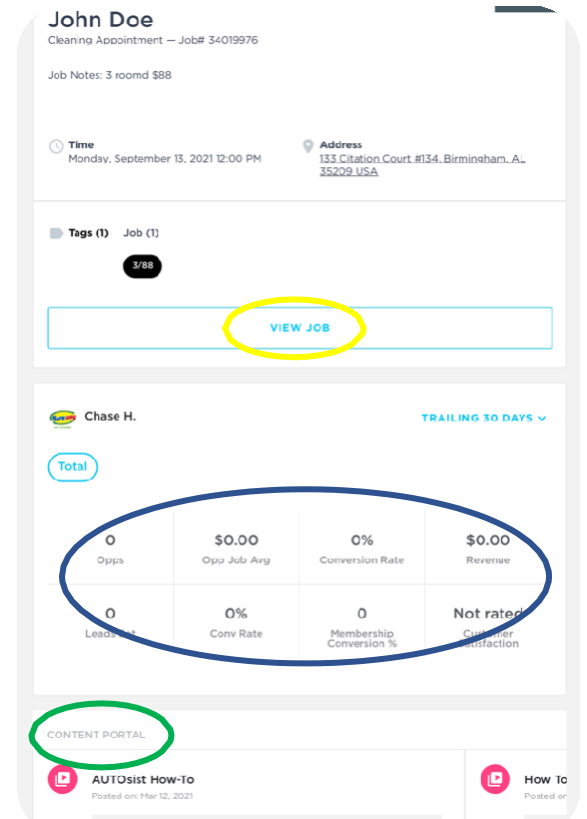 John Doe
Cleaning Appointment — Job# 34019976
Job Notes: 3 roomd $88
Time
Monday, September 13, 2021 12:00 PM
Address
133 Citation Court #134, Birmingham, AL
35209 USA
Tags (1) Job (1)
3/88
VIEW JOB
Chase H.
TRAILING 30 DAYS
Total
0 $0.00 0% $0.00
Opps Opp Job Avg Conversion Rate Revenue
0 0% 0 Not rated
Leads Conv Rate Membership Customer
Conversion % Satisfaction
CONTENT PORTAL
AUTOsist How-To
Posted on: Mar 12, 2021
How To
Posted on